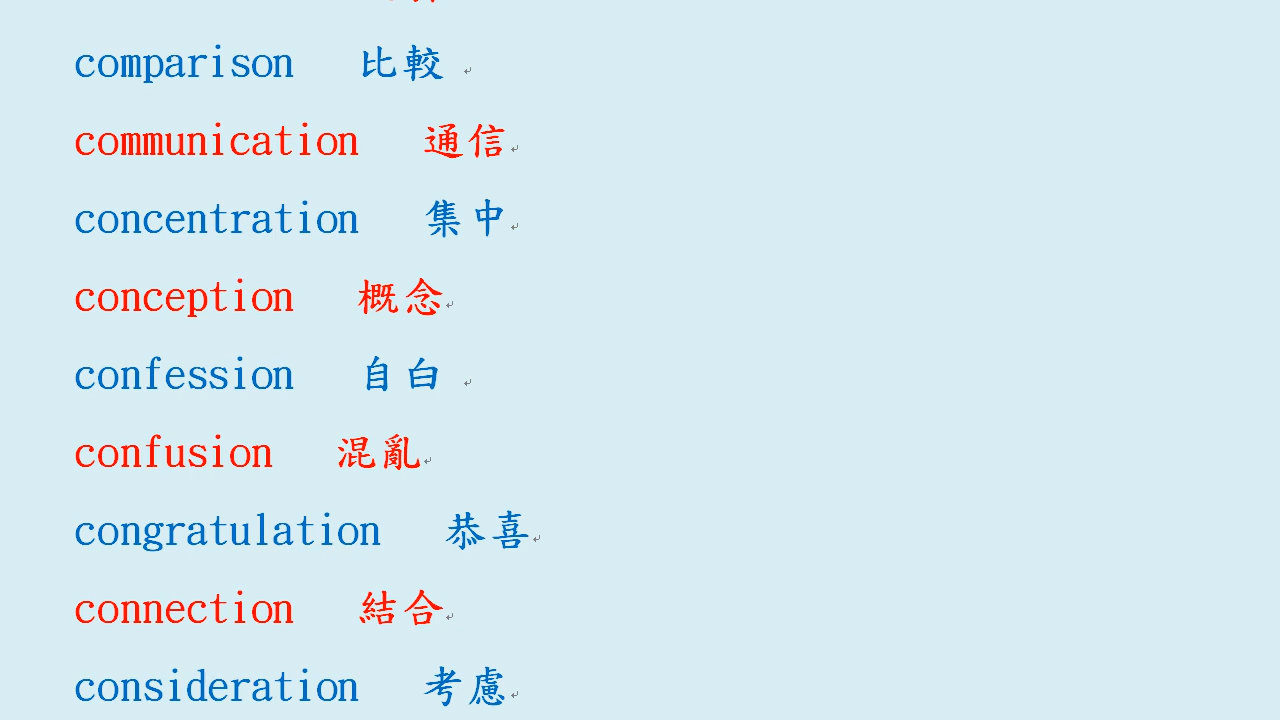 comparison 比較
communication 通信
concentration 集中
conception 概念
confession 自白
confusion 混亂
congratulation 恭喜
connection 結合
consideration 考慮